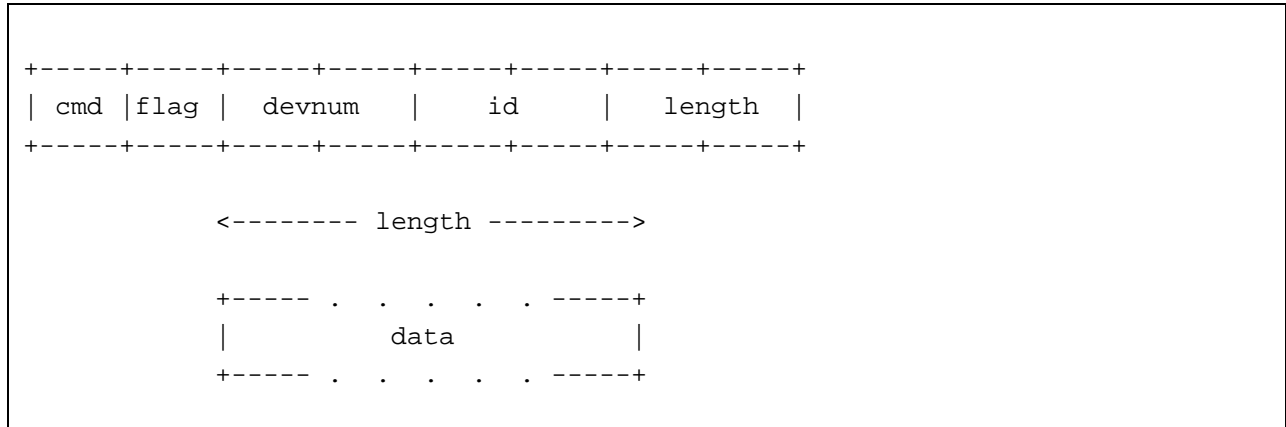 +-----+-----+-----+-----+-----+-----+-----+-----+
| cmd |flag |  devnum   |    id     |  length  |
+-----+-----+-----+-----+-----+-----+-----+-----+
<-------- length --------->
+----- .  .  .  .  . -----+
|          data           |
+----- .  .  .  .  . -----+